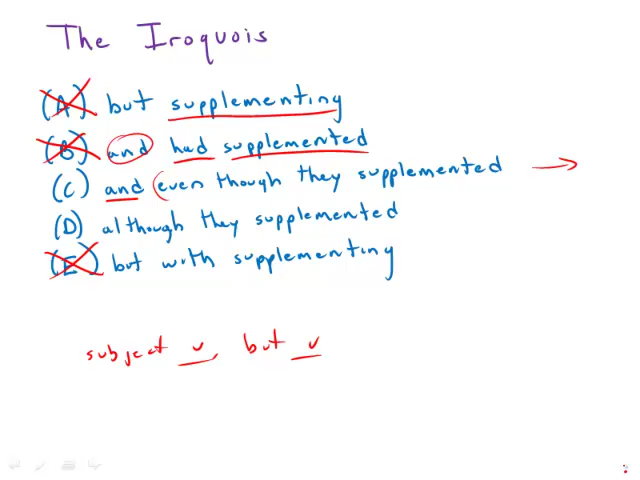 The Iroquois
(A) but supplementing
(B) and had supplemented
(C) and even though they supplemented
(D) although they supplemented
(E) but with supplementing
subject v, but v